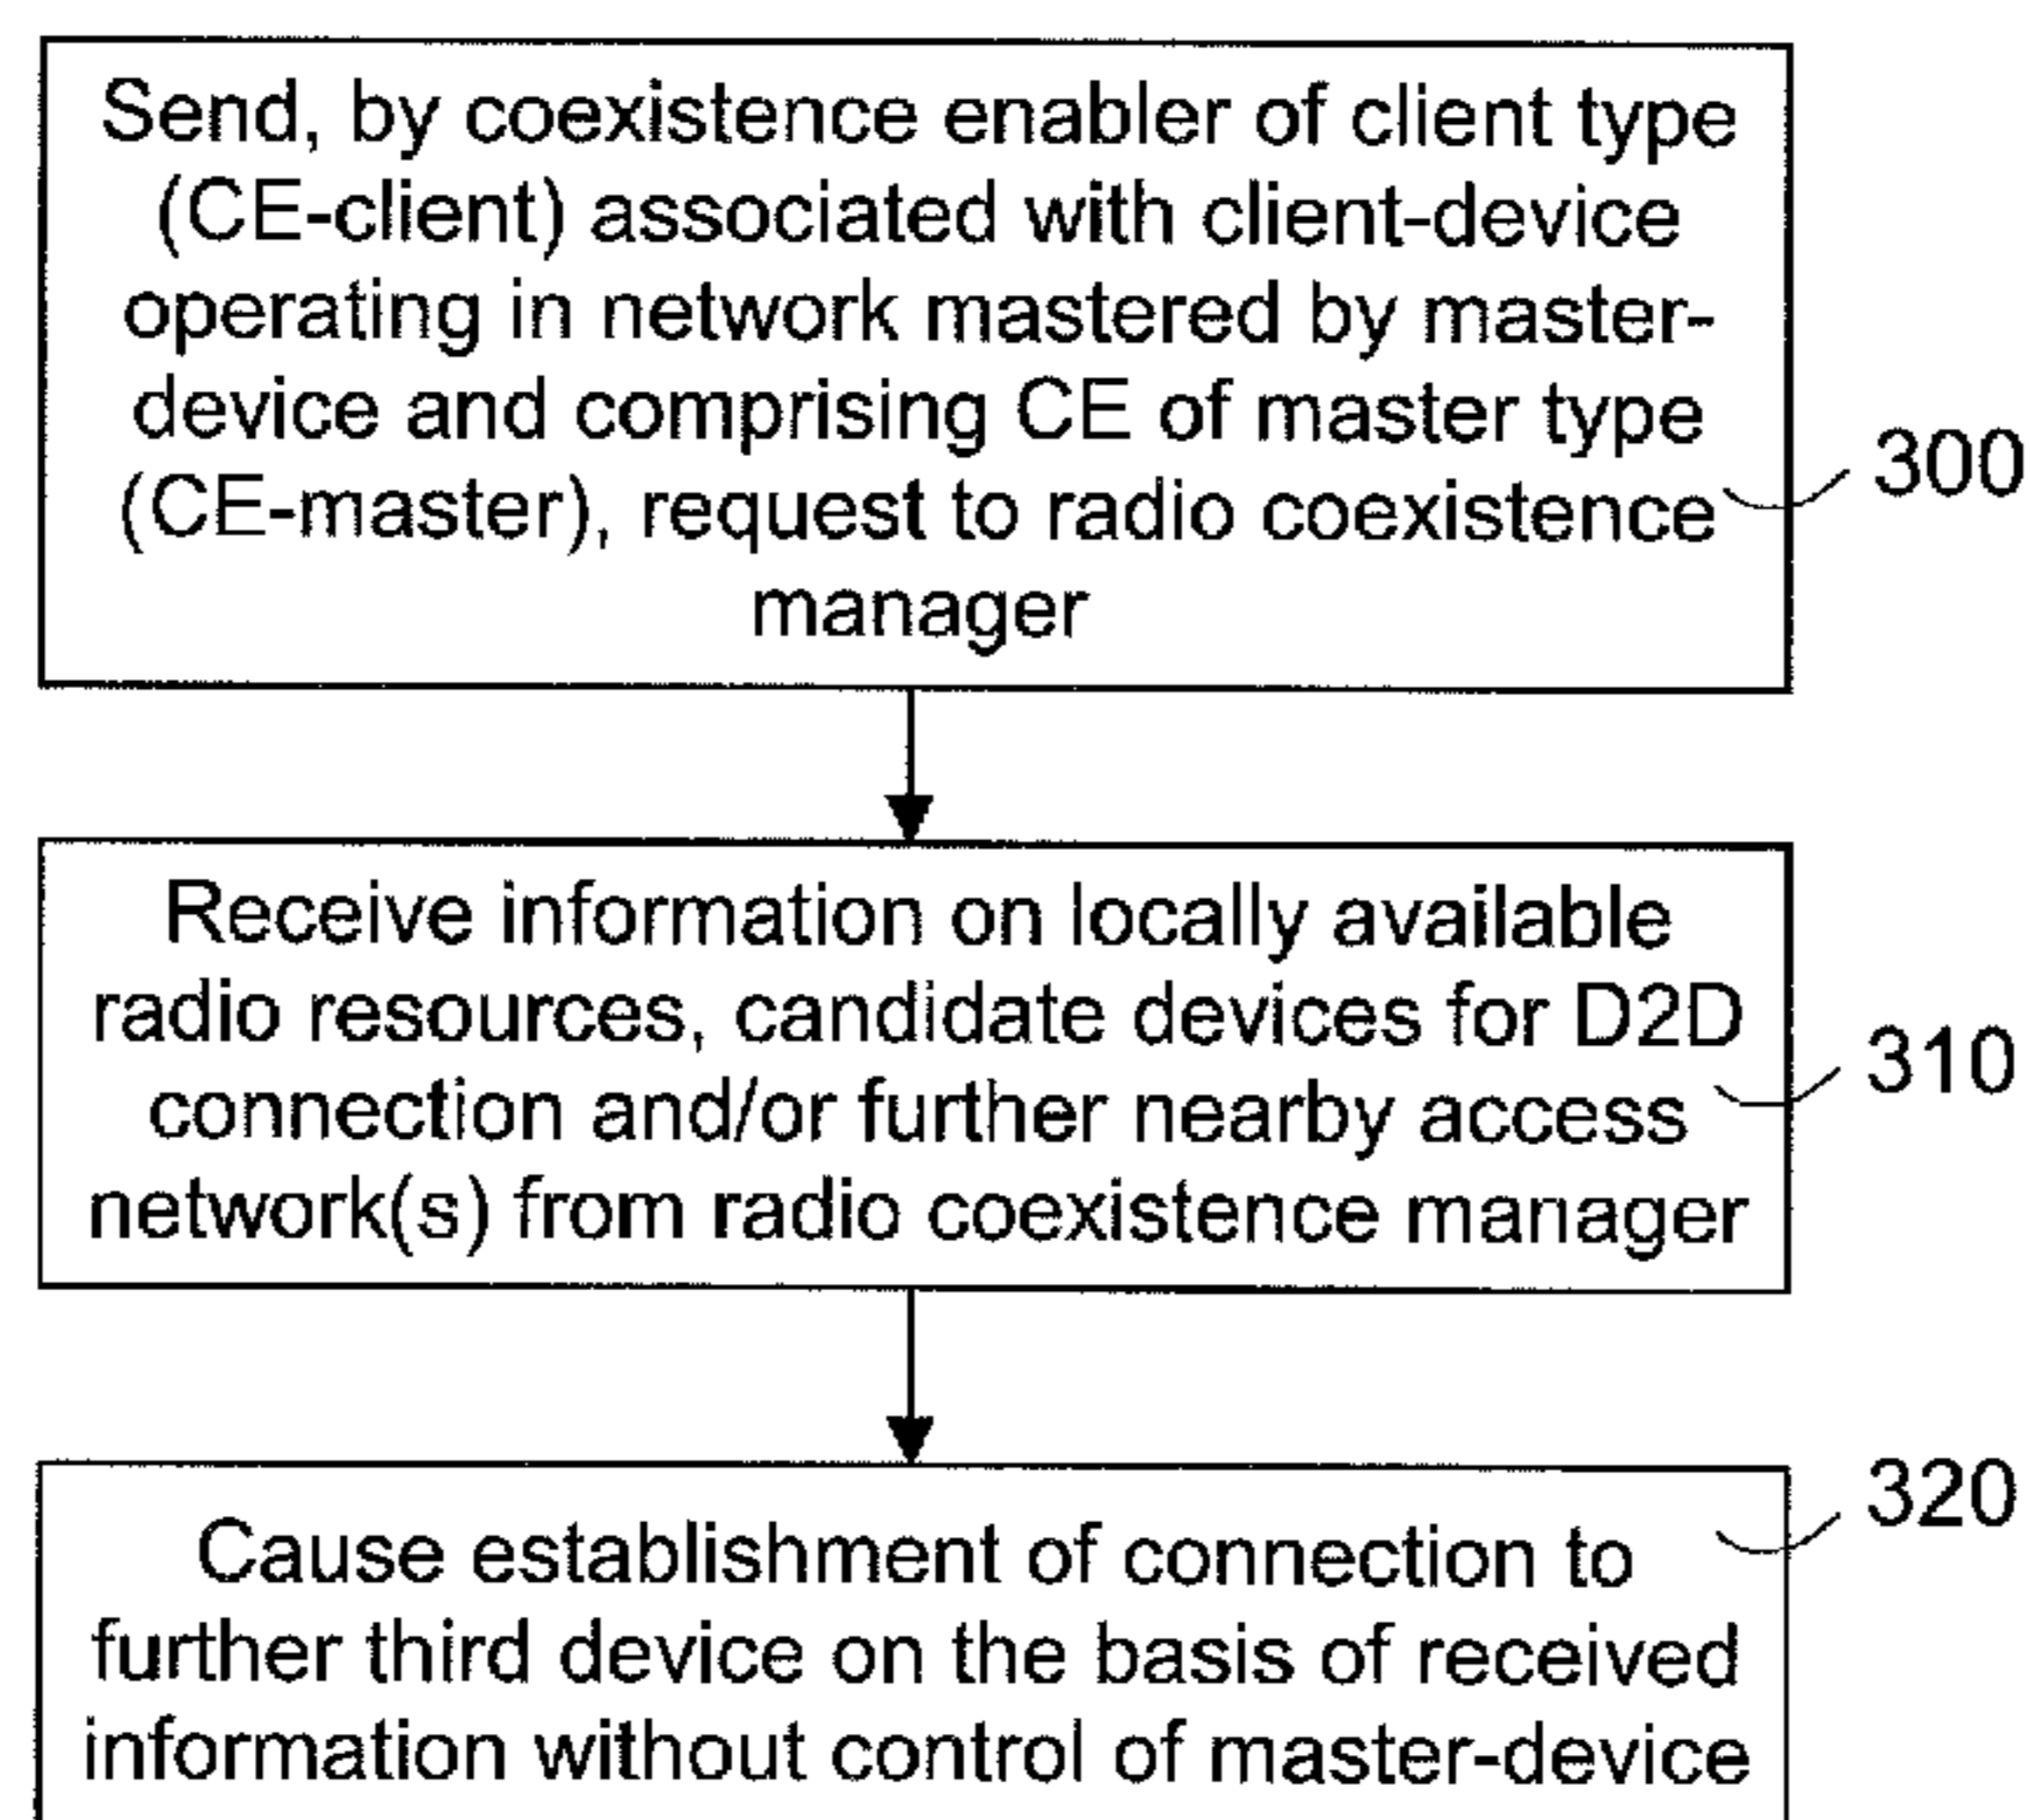 Send, by coexistence enabler of client type
(CE-client) associated with client-device
operating in network mastered by master-
device and comprising CE of master type
(CE-master), request to radio coexistence
manager
300
Receive information on locally available
radio resources, candidate devices for D2D
connection and/or further nearby access
network(s) from radio coexistence manager
310
Cause establishment of connection to
further third device on the basis of received
information without control of master-device
320